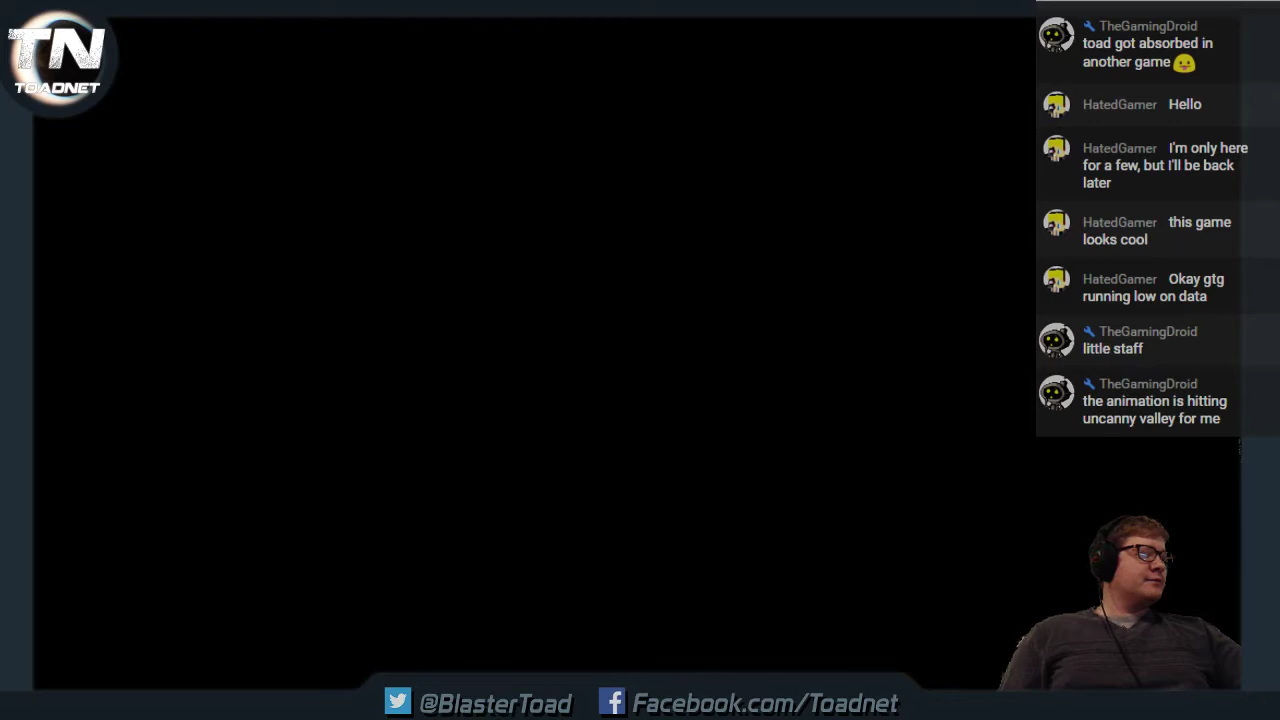 TN
TOADNET
TheGamingDroid
toad got absorbed in
another game
HatedGamer Hello
HatedGamer I'm only here
for a few, but I'll be back
later
HatedGamer this game
looks cool
HatedGamer Okay gtg
running low on data
TheGamingDroid
little staff
TheGamingDroid
the animation is hitting
uncanny valley for me
@BlasterToad Facebook.com/Toadnet